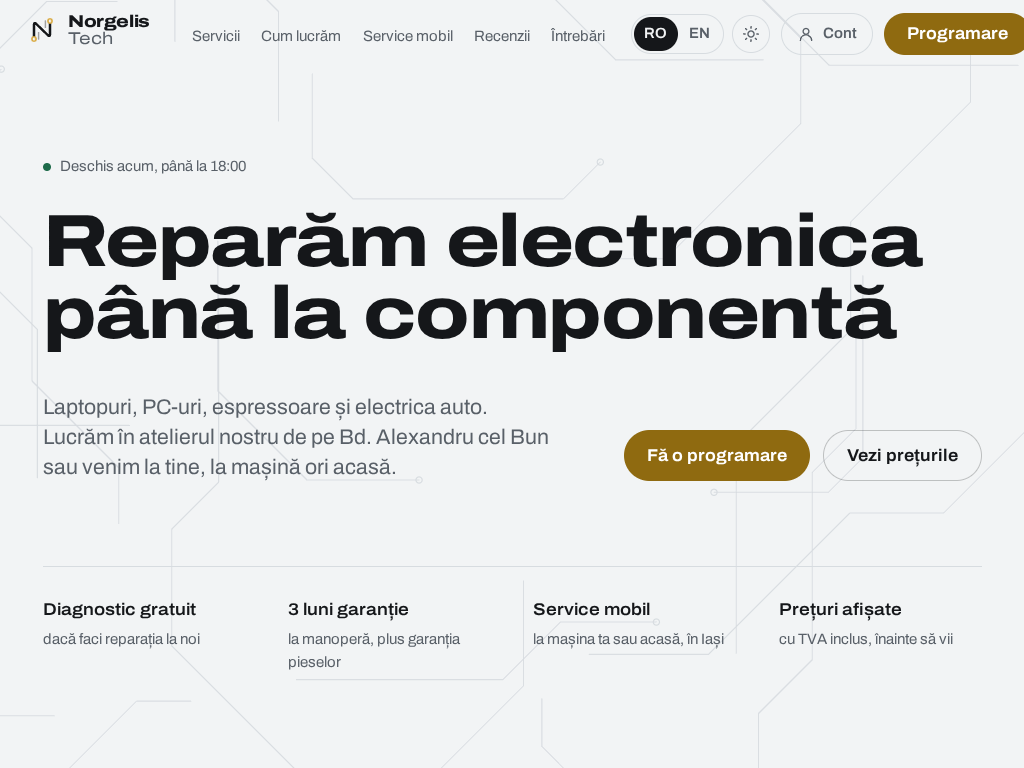 Norgelis
Tech
Servicii Cum lucrăm Service mobil Recenzii Întrebări RO EN Cont Programare
Deschis acum, până la 18:00
Reparăm electronica
până la componentă
Laptopuri, PC-uri, espressoare și electrica auto.
Lucrăm în atelierul nostru de pe Bd. Alexandru cel Bun
sau venim la tine, la mașină ori acasă.
Fă o programare Vezi prețurile
Diagnostic gratuit
dacă faci reparația la noi
3 luni garanție
la manoperă, plus garanția
pieselor
Service mobil
la mașina ta sau acasă, în Iași
Prețuri afișate
cu TVA inclus, înainte să vii